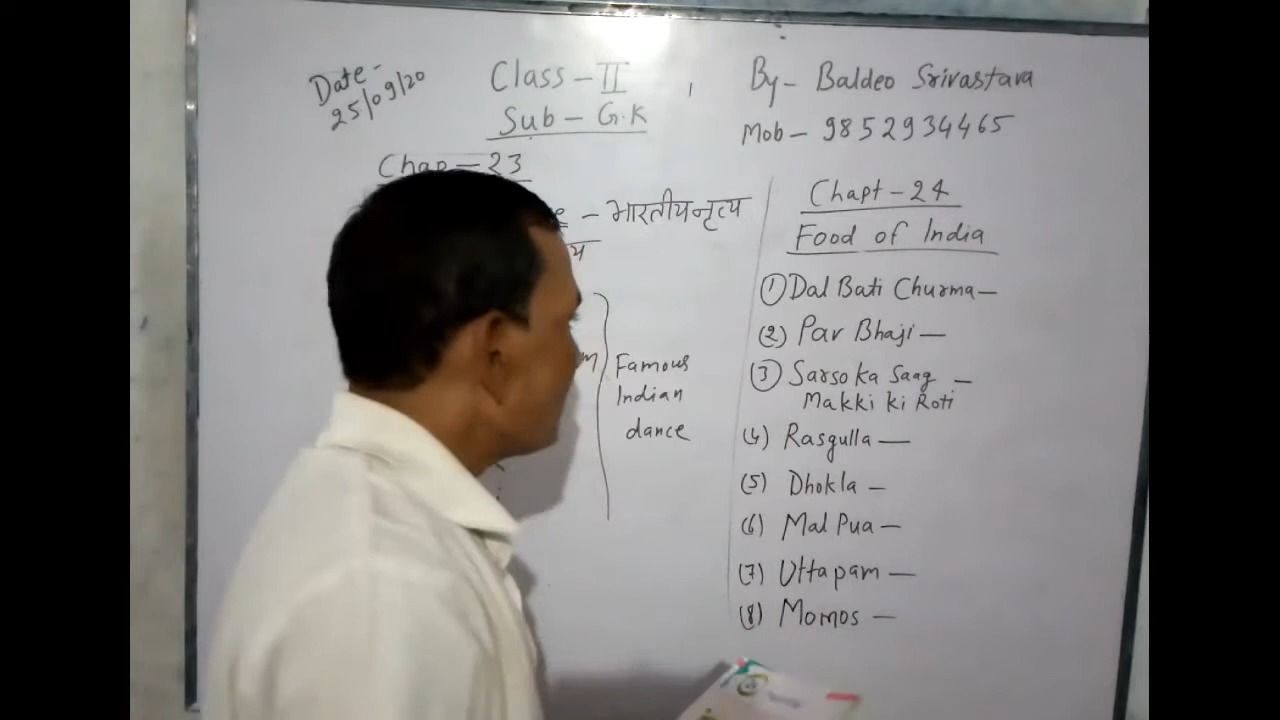 Date-
25/09/20
Class - II
Sub - G.K
By- Baldeo Srivastava
Mob- 9852934465
Chap - 23
- भारतीय नृत्य
Famous
Indian
dance
Chapt - 24
Food of India
(1) Dal Bati Churma -
(2) Pav Bhaji -
(3) Sarso ka Saag -
Makki ki Roti
(4) Rasgulla -
(5) Dhokla -
(6) Mal Pua -
(7) Uttapam -
(8) Momos -